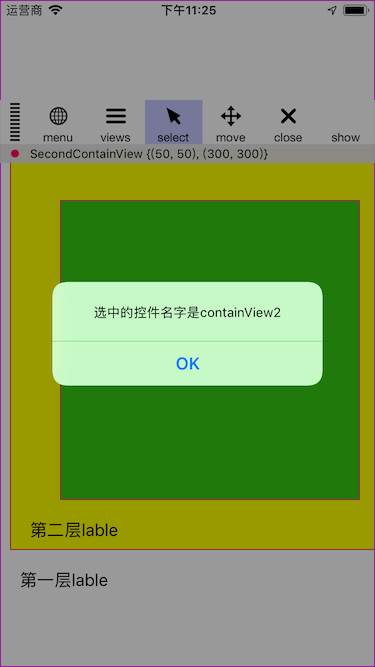 运营商 下午11:25
menu views select move close show
SecondContainView {(50, 50), (300, 300)}
选中的控件名字是containView2
OK
第二层lable
第一层lable